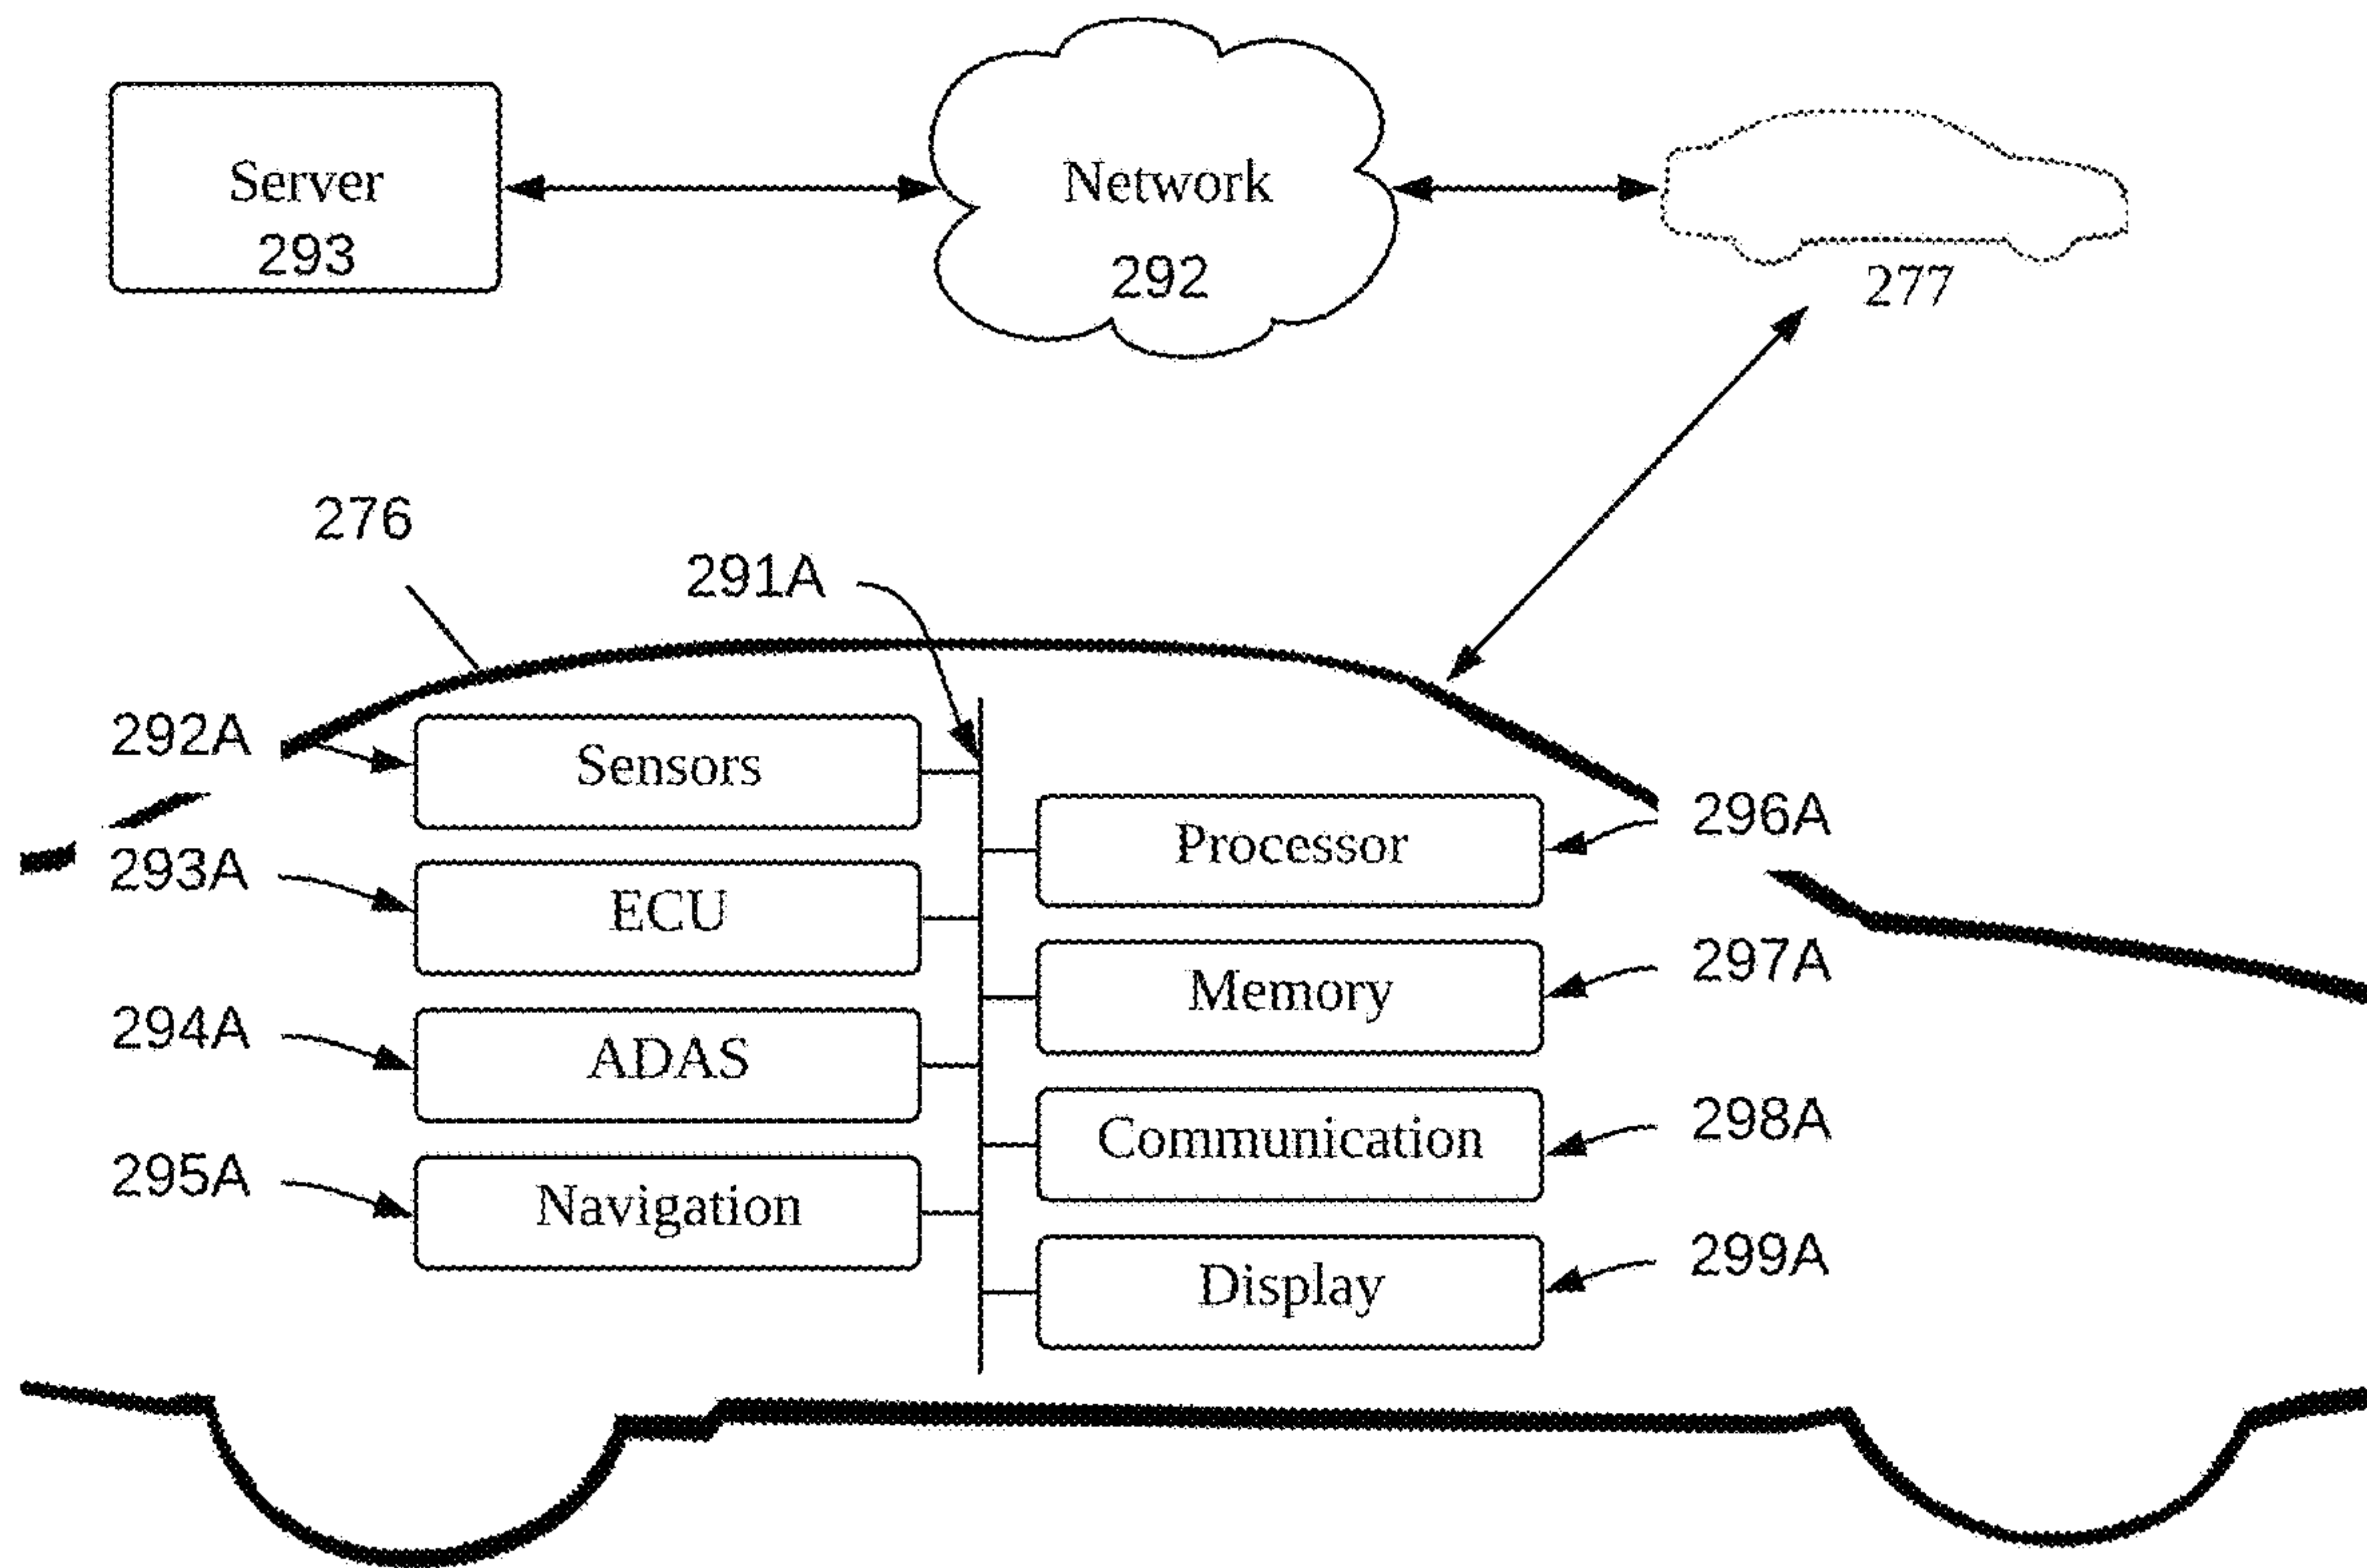 Server
293
Network
292
277
276
291A
292A
Sensors
296A
Processor
293A
ECU
297A
Memory
294A
ADAS
298A
Communication
295A
Navigation
299A
Display